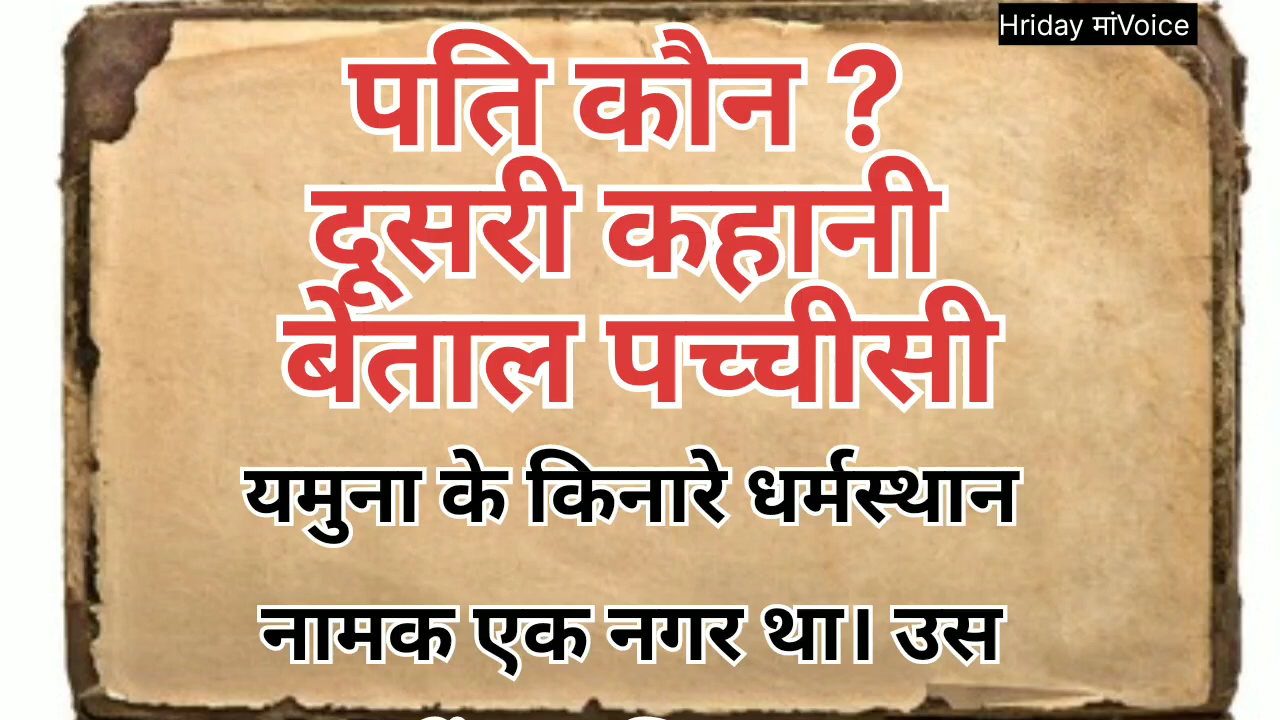 Hriday मांVoice
पति कौन ?
दूसरी कहानी
बेताल पच्चीसी
यमुना के किनारे धर्मस्थान
नामक एक नगर था। उस